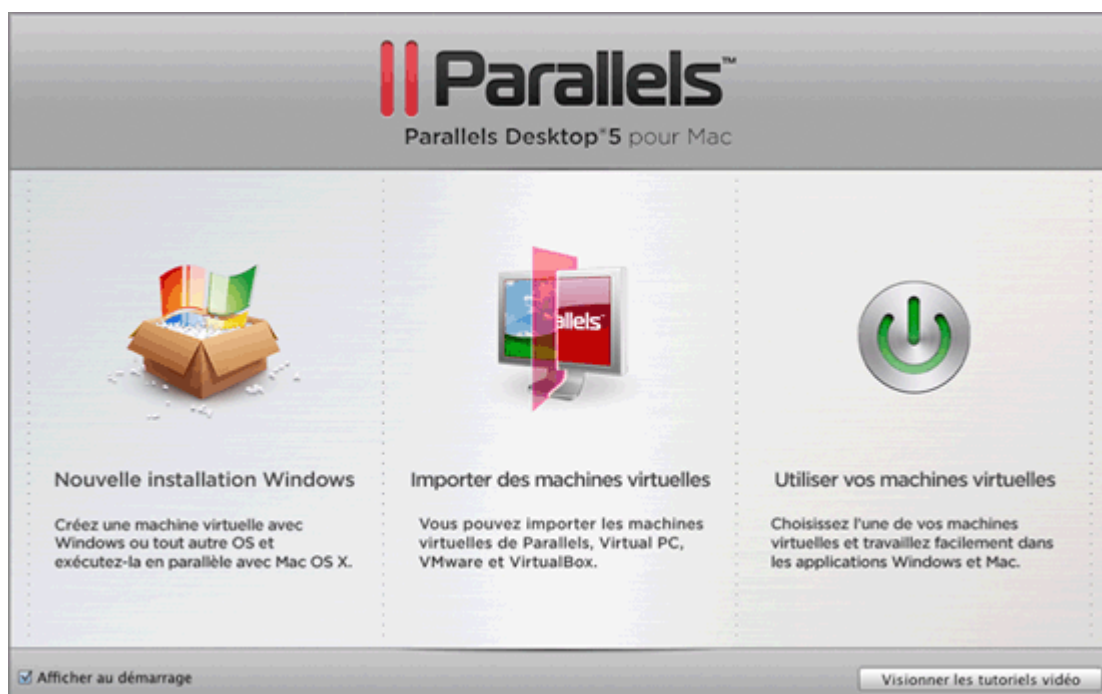 Parallels™
Parallels Desktop®5 pour Mac
allels
Nouvelle installation Windows
Créez une machine virtuelle avec
Windows ou tout autre OS et
exécutez-la en parallèle avec Mac OS X.
Importer des machines virtuelles
Vous pouvez importer les machines
virtuelles de Parallels, Virtual PC,
VMware et VirtualBox.
Utiliser vos machines virtuelles
Choisissez l'une de vos machines
virtuelles et travaillez facilement dans
les applications Windows et Mac.
Afficher au démarrage
Visionner les tutoriels vidéo